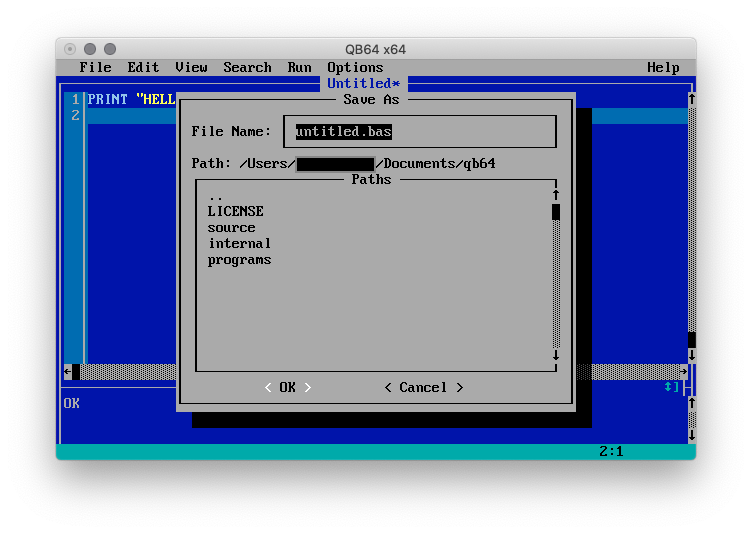 QB64 x64
File Edit View Search Run Options Help
Untitled*
Save As
1 PRINT "HELL
2
File Name: untitled.bas
Path: /Users/ /Documents/qb64
Paths
..
LICENSE
source
internal
programs
< OK > < Cancel >
OK
2:1